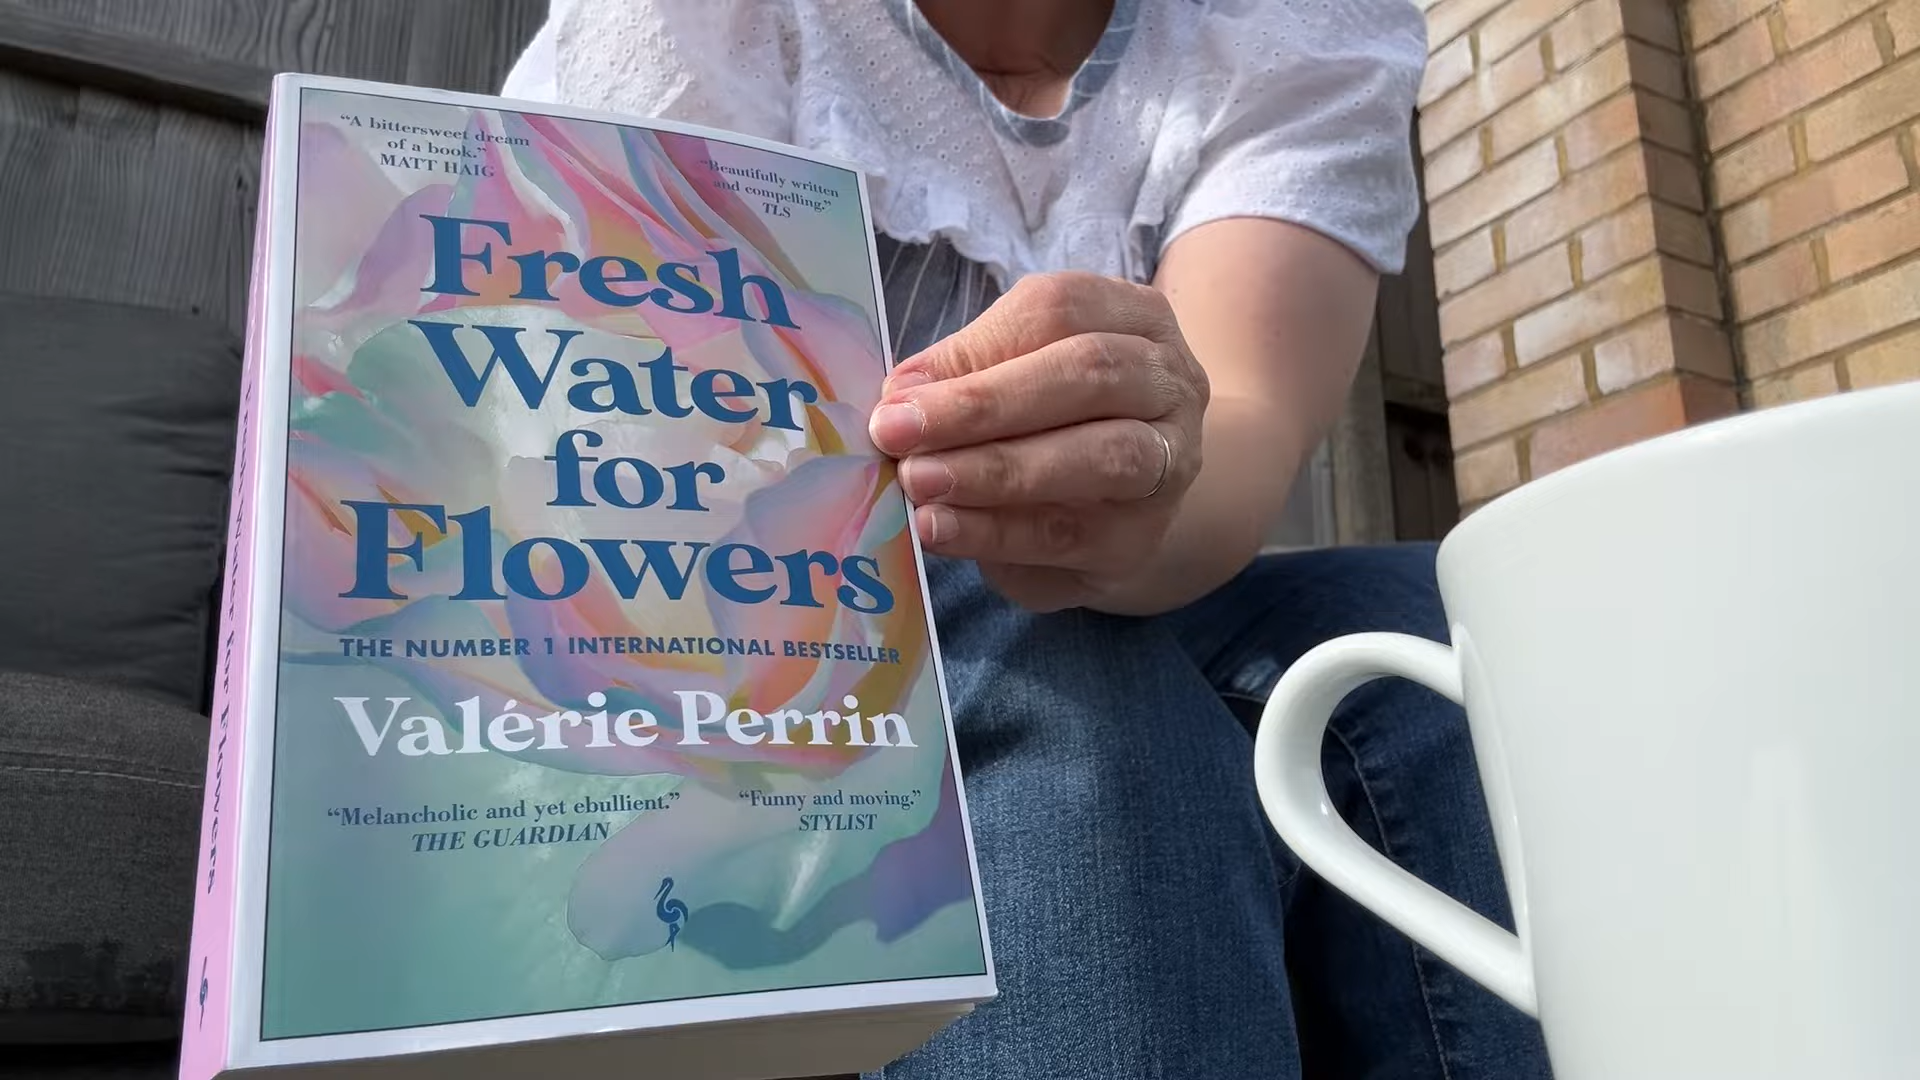 “A bittersweet dream
of a book.”
MATT HAIG
“Beautifully written
and compelling.”
TLS
Fresh
Water
for
Flowers
THE NUMBER 1 INTERNATIONAL BESTSELLER
Valérie Perrin
“Melancholic and yet ebullient.”
THE GUARDIAN
“Funny and moving.”
STYLIST
Fresh Water for Flowers